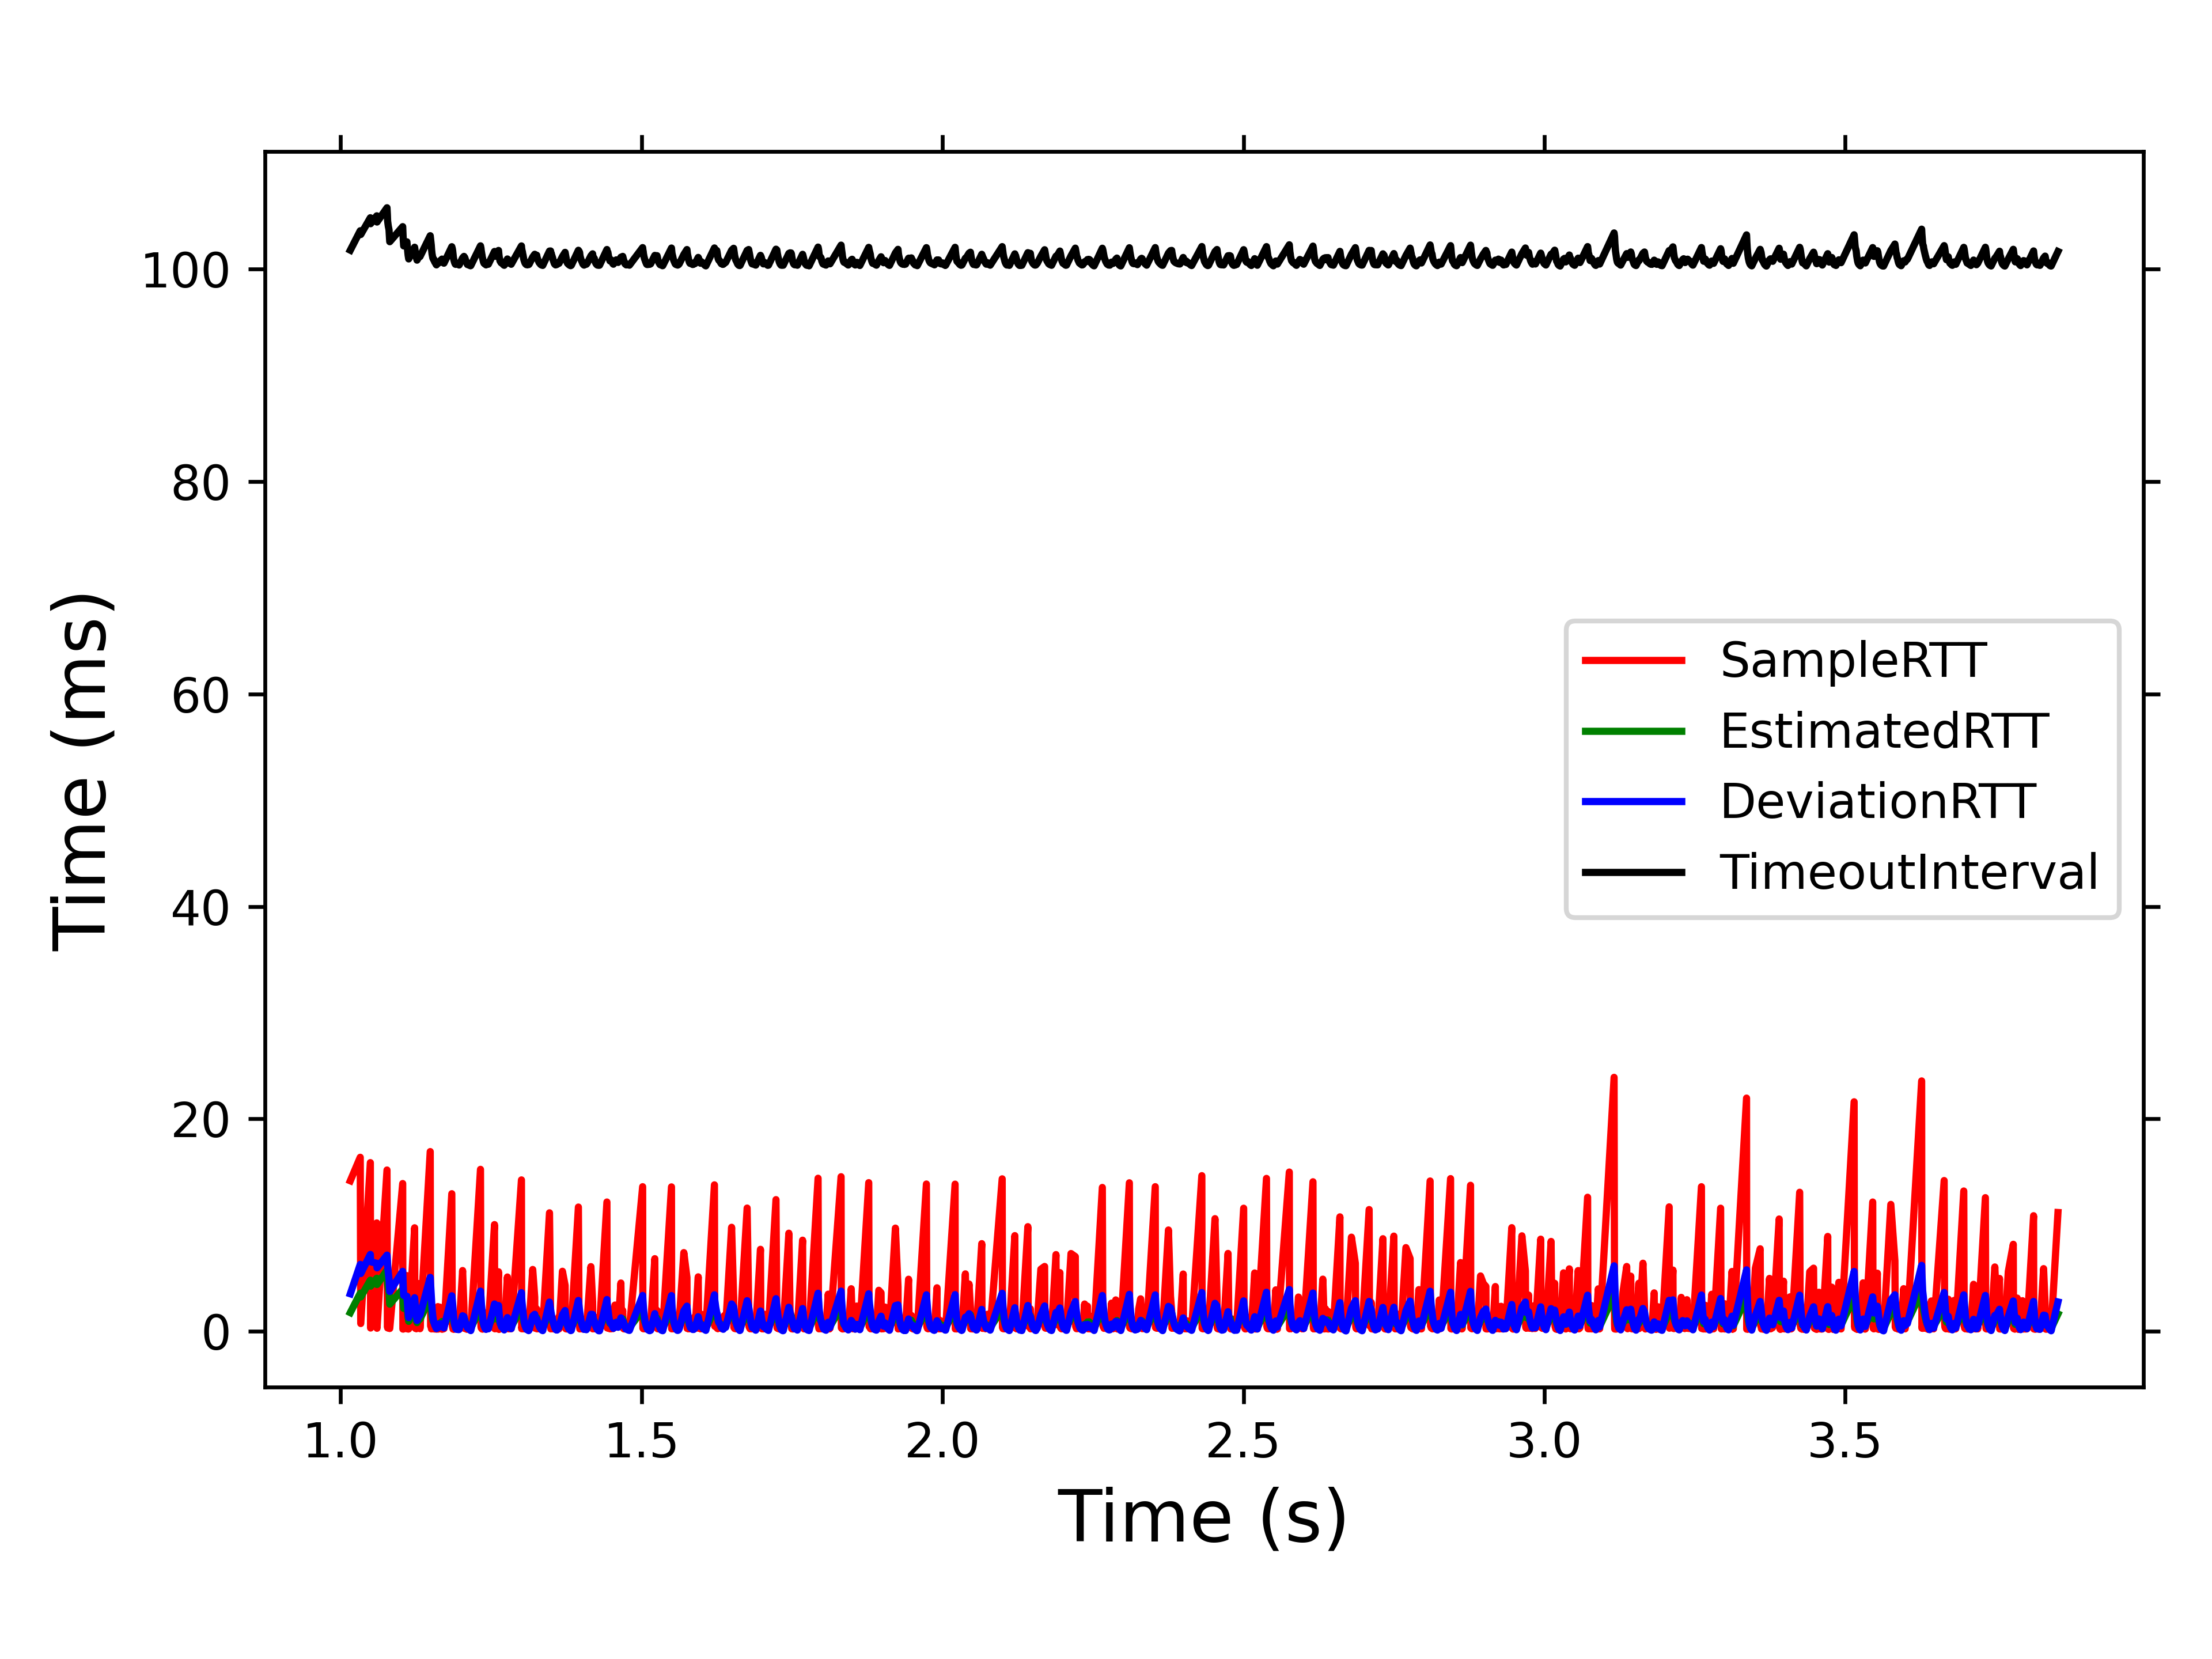 Time (ms)
100
80
60
40
20
0
SampleRTT
EstimatedRTT
DeviationRTT
TimeoutInterval
1.0 1.5 2.0 2.5 3.0 3.5
Time (s)